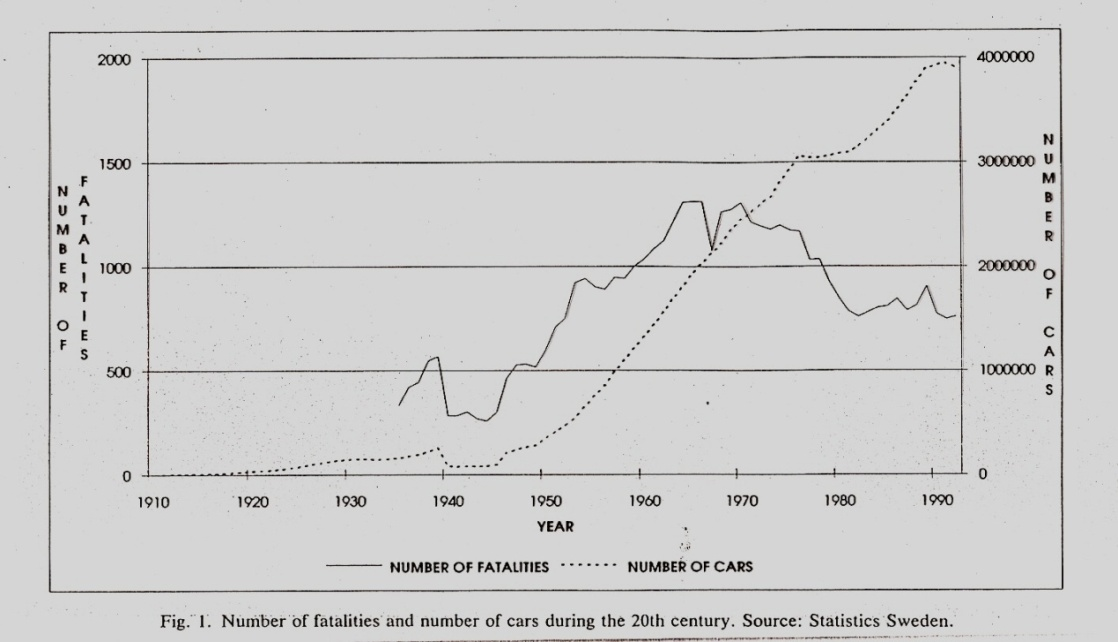 2000
1500
1000
500
0
NUMBER OF
FATALITIES
4000000
3000000
2000000
1000000
0
NUMBER OF CARS
1910 1920 1930 1940 1950 1960 1970 1980 1990
YEAR
NUMBER OF FATALITIES NUMBER OF CARS
Fig. 1. Number of fatalities and number of cars during the 20th century. Source: Statistics Sweden.